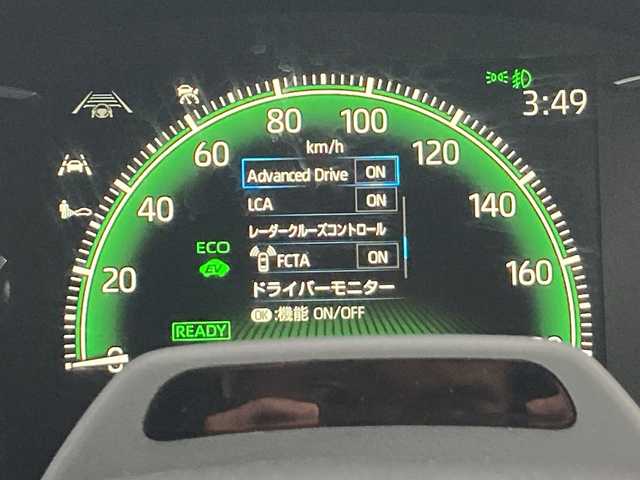 3:49
80 100
60 120
km/h
Advanced Drive ON
LCA ON
40 140
レーダークルーズコントロール
ECO
EV
FCTA ON
20 160
ドライバーモニター
OK :機能 ON/OFF
READY